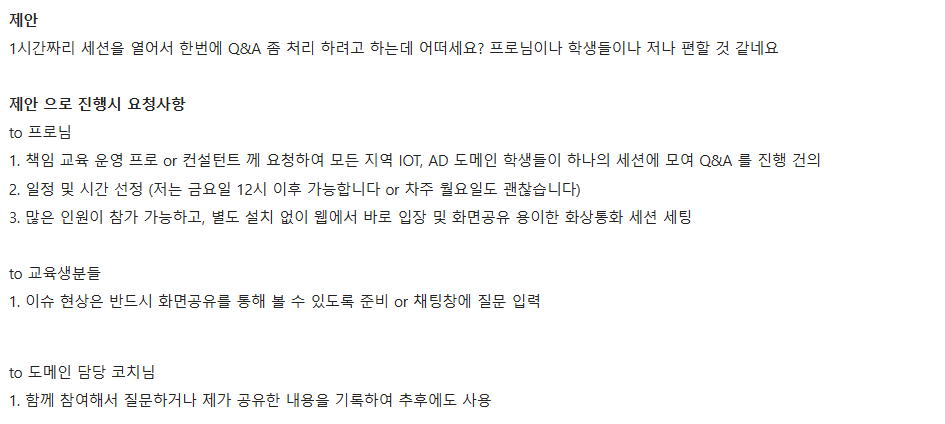 제안
1시간짜리 세션을 열어서 한번에 Q&A 좀 처리 하려고 하는데 어떠세요? 프로님이나 학생들이나 저나 편할 것 같네요
제안 으로 진행시 요청사항
to 프로님
1. 책임 교육 운영 프로 or 컨설턴트 께 요청하여 모든 지역 IOT, AD 도메인 학생들이 하나의 세션에 모여 Q&A 를 진행 건의
2. 일정 및 시간 선정 (저는 금요일 12시 이후 가능합니다 or 차주 월요일도 괜찮습니다)
3. 많은 인원이 참가 가능하고, 별도 설치 없이 웹에서 바로 입장 및 화면공유 용이한 화상통화 세션 세팅
to 교육생분들
1. 이슈 현상은 반드시 화면공유를 통해 볼 수 있도록 준비 or 채팅창에 질문 입력
to 도메인 담당 코치님
1. 함께 참여해서 질문하거나 제가 공유한 내용을 기록하여 추후에도 사용